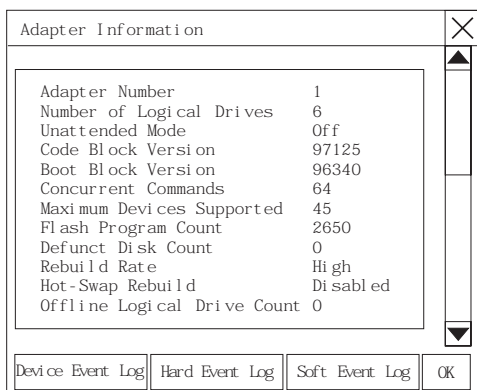 Adapter Information
Adapter Number 1
Number of Logical Drives 6
Unattended Mode Off
Code Block Version 97125
Boot Block Version 96340
Concurrent Commands 64
Maximum Devices Supported 45
Flash Program Count 2650
Defunct Disk Count 0
Rebuild Rate High
Hot-Swap Rebuild Disabled
Offline Logical Drive Count 0
Device Event Log Hard Event Log Soft Event Log OK